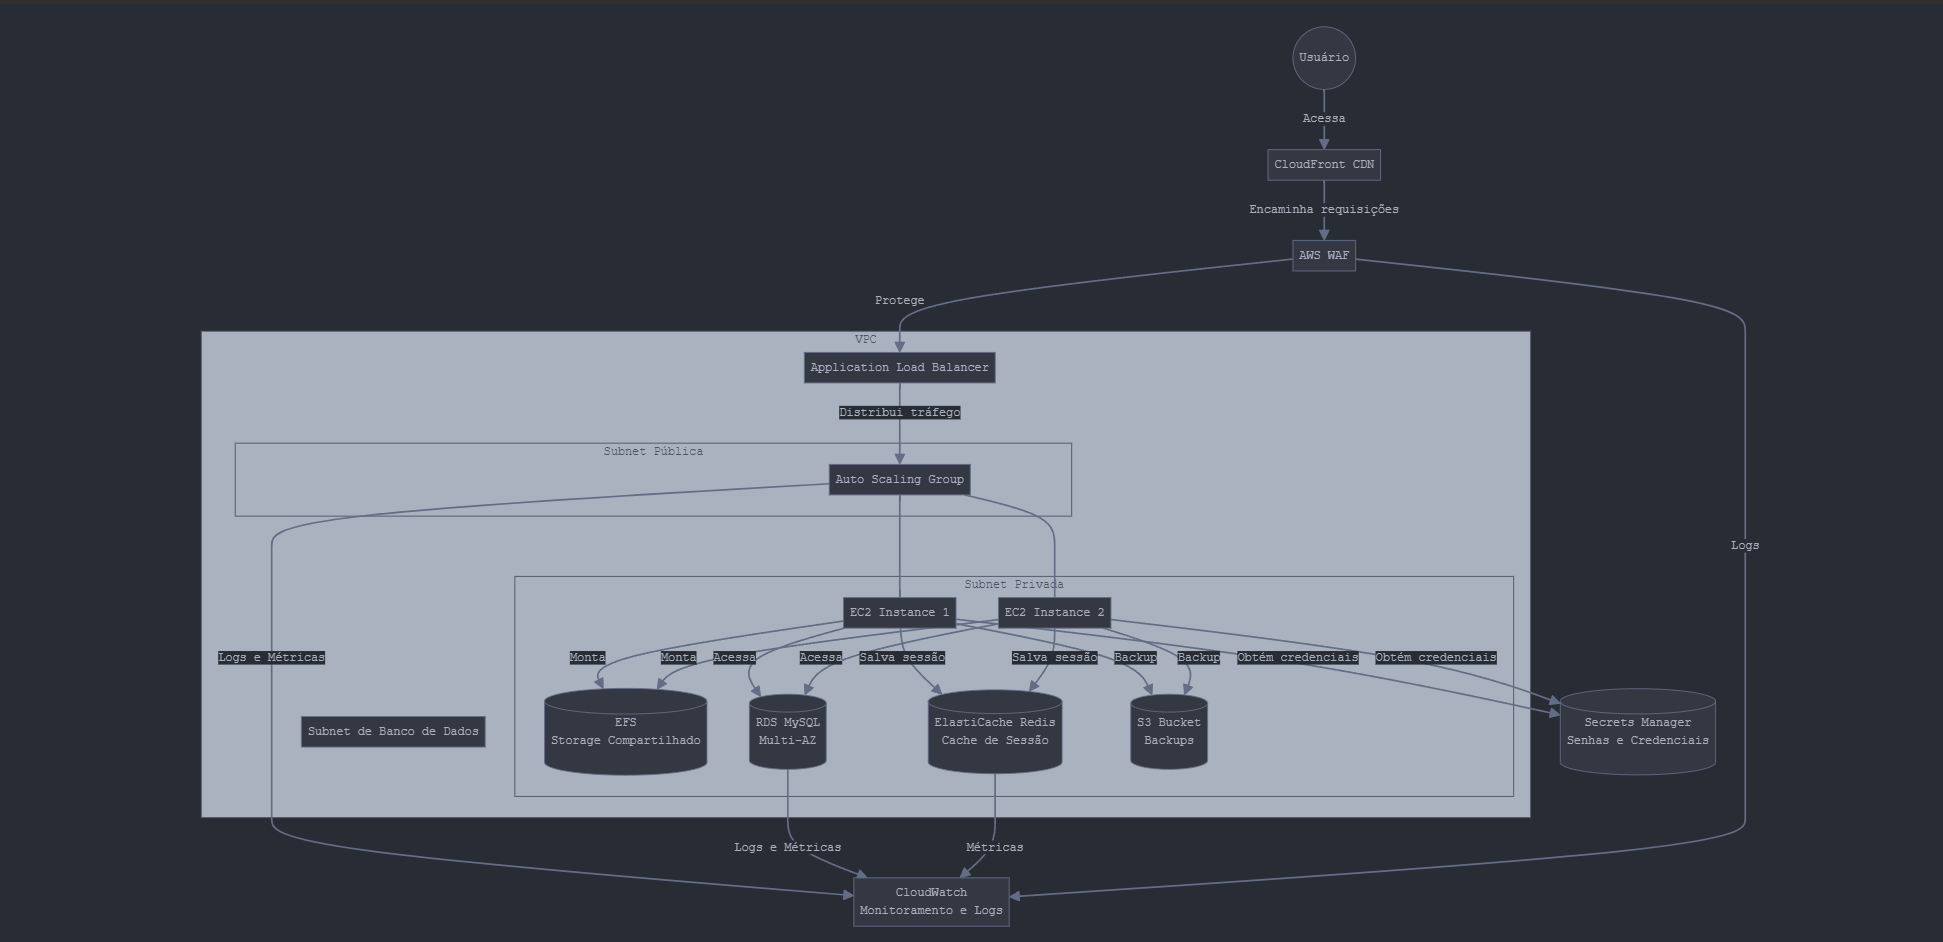 Usuário
Acessa
CloudFront CDN
Encaminha requisições
AWS WAF
Protege
VPC
Application Load Balancer
Distribui tráfego
Subnet Pública
Auto Scaling Group
Logs
Subnet Privada
EC2 Instance 1
EC2 Instance 2
Logs e Métricas
Monta
Monta
Acessa
Acessa
Salva sessão
Salva sessão
Backup
Backup
Obtém credenciais
Obtém credenciais
Subnet de Banco de Dados
EFS
Storage Compartilhado
RDS MySQL
Multi-AZ
ElastiCache Redis
Cache de Sessão
S3 Bucket
Backups
Secrets Manager
Senhas e Credenciais
Logs e Métricas
Métricas
CloudWatch
Monitoramento e Logs